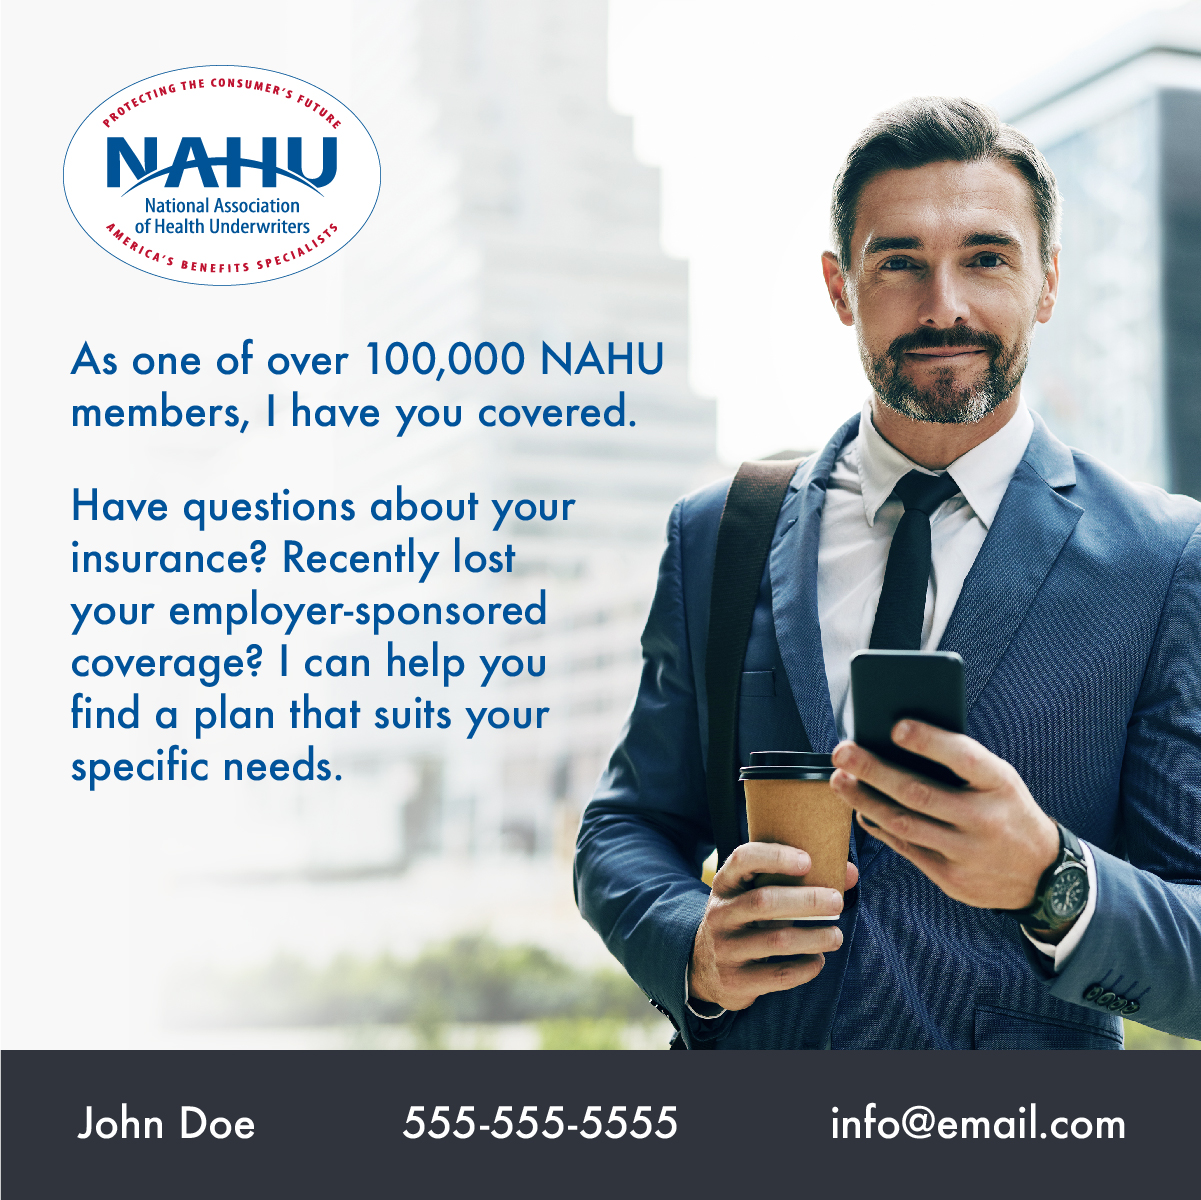 PROTECTING THE CONSUMER'S FUTURE
NAHU
National Association
of Health Underwriters
AMERICA'S BENEFITS SPECIALISTS
As one of over 100,000 NAHU
members, I have you covered.
Have questions about your
insurance? Recently lost
your employer-sponsored
coverage? I can help you
find a plan that suits your
specific needs.
John Doe
555-555-5555
info@email.com